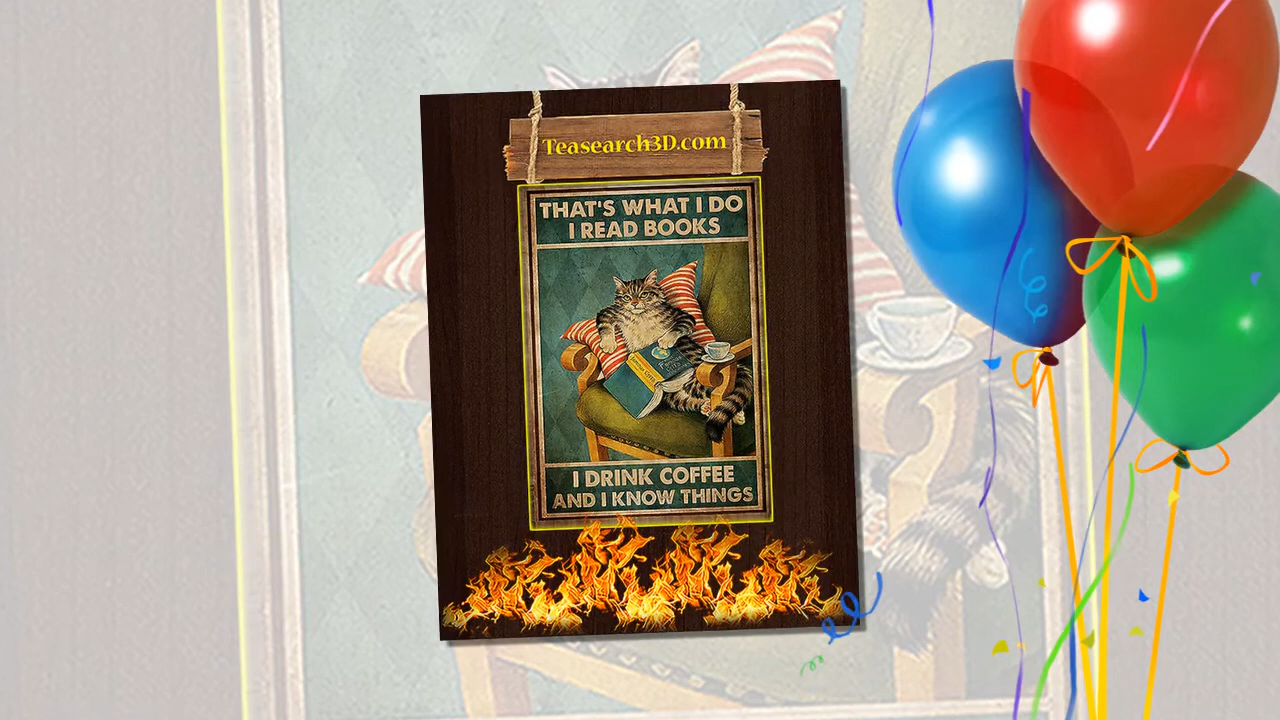 Teasearch3D.com
THAT'S WHAT I DO
I READ BOOKS
I DRINK COFFEE
AND I KNOW THINGS